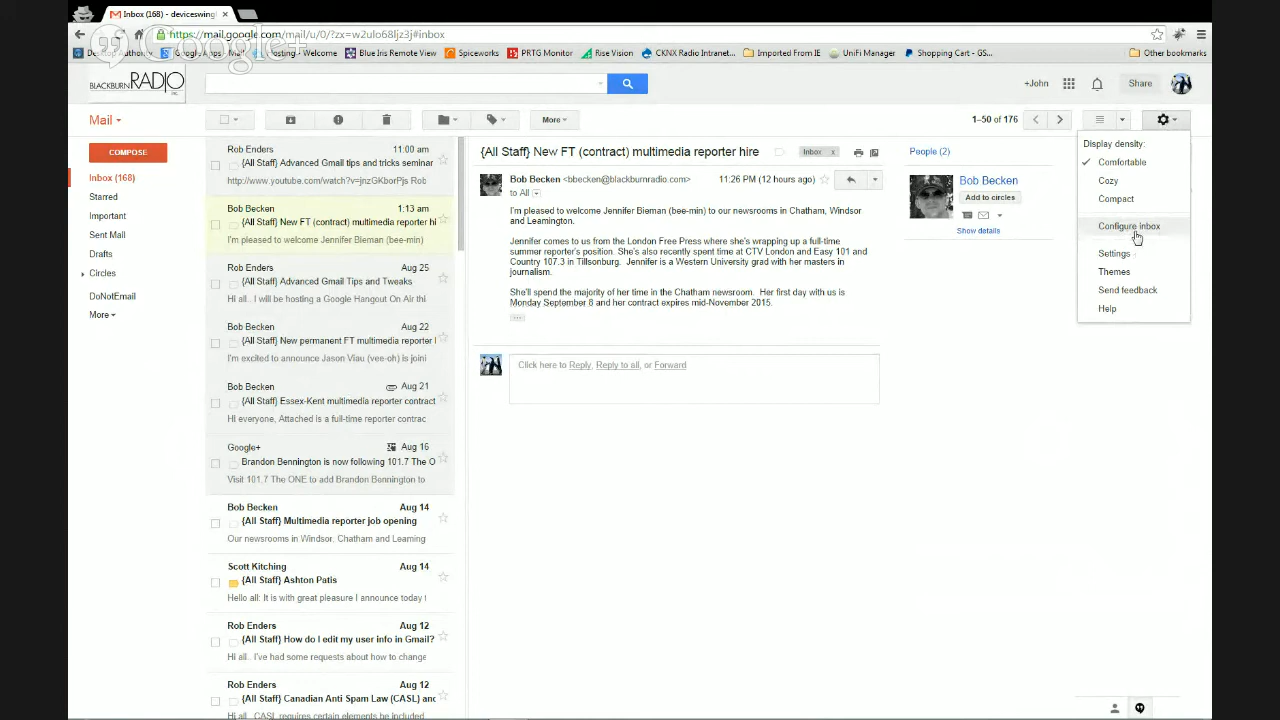 Inbox (168) - deviceswingl
Google+
https://mail.google.com/mail/u/0/?zx=w2ulo68ljz3j#inbox
Hosting - Welcome
Blue Iris Remote View
Spiceworks
PRTG Monitor
Rise Vision
CKNX Radio Intranet...
Imported From IE
UniFi Manager
Shopping Cart - GS...
Other bookmarks
BLACKBURN RADIO INC.
+John
Share
Mail
More
1–50 of 176
COMPOSE
Inbox (168)
Starred
Important
Sent Mail
Drafts
Circles
DoNotEmail
More
Rob Enders 11:00 am
{All Staff} Advanced Gmail tips and tricks seminar
http://www.youtube.com/watch?v=jnzGKborPjs Rob
Bob Becken 1:13 am
{All Staff} New FT (contract) multimedia reporter hi
I'm pleased to welcome Jennifer Bieman (bee-min)
Rob Enders Aug 25
{All Staff} Advanced Gmail Tips and Tweaks
Hi all.. I will be hosting a Google Hangout On Air thi
Bob Becken Aug 22
{All Staff} New permanent FT multimedia reporter I
I'm excited to announce Jason Viau (vee-oh) is joini
Bob Becken Aug 21
{All Staff} Essex-Kent multimedia reporter contract
Hi everyone, Attached is a full-time reporter contrac
Google+ Aug 16
Brandon Bennington is now following 101.7 The O
Visit 101.7 The ONE to add Brandon Bennington to
Bob Becken Aug 14
{All Staff} Multimedia reporter job opening
Our newsrooms in Windsor, Chatham and Leaming
Scott Kitching Aug 14
{All Staff} Ashton Patis
Hello all: It is with great pleasure I announce today t
Rob Enders Aug 12
{All Staff} How do I edit my user info in Gmail?
Hi all.. I've had some requests about how to change
Rob Enders Aug 12
{All Staff} Canadian Anti Spam Law (CASL) and
Hi all.. CASL requires certain elements be included
{All Staff} New FT (contract) multimedia reporter hire
Inbox x
Bob Becken <bbecken@blackburnradio.com> 11:26 PM (12 hours ago)
to All
I'm pleased to welcome Jennifer Bieman (bee-min) to our newsrooms in Chatham, Windsor
and Leamington.
Jennifer comes to us from the London Free Press where she's wrapping up a full-time
summer reporter's position. She's also recently spent time at CTV London and Easy 101 and
Country 107.3 in Tillsonburg. Jennifer is a Western University grad with her masters in
journalism.
She'll spend the majority of her time in the Chatham newsroom. Her first day with us is
Monday September 8 and her contract expires mid-November 2015.
...
Click here to Reply, Reply to all, or Forward
People (2)
Bob Becken
Add to circles
Show details
Display density:
Comfortable
Cozy
Compact
Configure inbox
Settings
Themes
Send feedback
Help